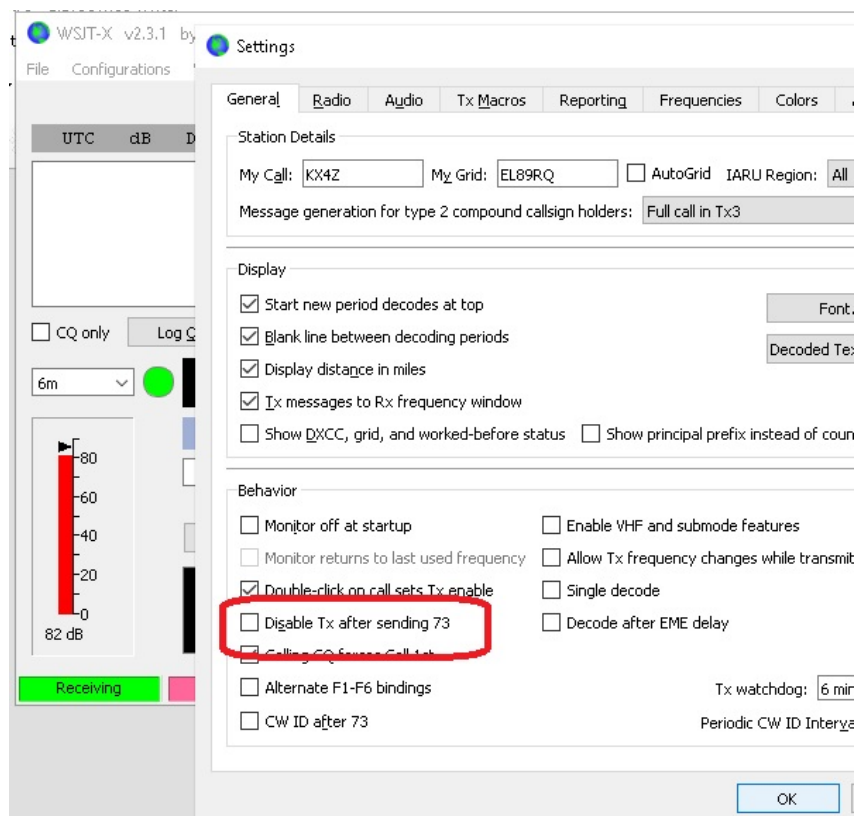 WSJT-X v2.3.1 by
File Configurations
UTC dB D
CQ only Log Q
6m
80
60
40
20
0
82 dB
Receiving
Settings
General Radio Audio Tx Macros Reporting Frequencies Colors
Station Details
My Call: KX4Z My Grid: EL89RQ AutoGrid IARU Region: All
Message generation for type 2 compound callsign holders: Full call in Tx3
Display
Start new period decodes at top
Font.
Blank line between decoding periods
Decoded Te
Display distance in miles
Tx messages to Rx frequency window
Show DXCC, grid, and worked-before status Show principal prefix instead of coun
Behavior
Monitor off at startup Enable VHF and submode features
Monitor returns to last used frequency Allow Tx frequency changes while transmit
Double-click on call sets Tx enable Single decode
Disable Tx after sending 73 Decode after EME delay
Calling CQ forces Call 1st
Alternate F1-F6 bindings Tx watchdog: 6 min
CW ID after 73 Periodic CW ID Interva
OK